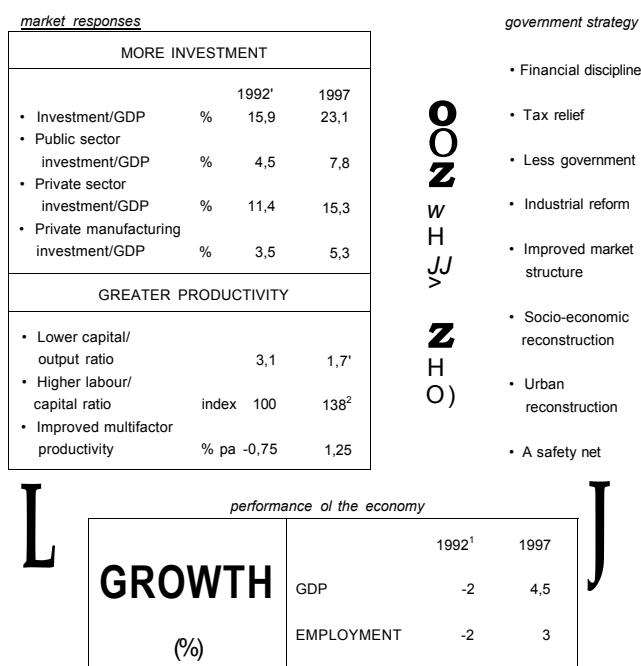 market responses
MORE INVESTMENT
1992' 1997
• Investment/GDP % 15,9 23,1
• Public sector
investment/GDP % 4,5 7,8
• Private sector
investment/GDP % 11,4 15,3
• Private manufacturing
investment/GDP % 3,5 5,3
GREATER PRODUCTIVITY
• Lower capital/
output ratio 3,1 1,7'
• Higher labour/
capital ratio index 100 138²
• Improved multifactor
productivity % pa -0,75 1,25
o
O
z
w
H
JJ
>
z
H
O)
government strategy
• Financial discipline
• Tax relief
• Less government
• Industrial reform
• Improved market
structure
• Socio-economic
reconstruction
• Urban
reconstruction
• A safety net
L
J
performance ol the economy
1992¹ 1997
GROWTH
(%)
GDP -2 4,5
EMPLOYMENT -2 3